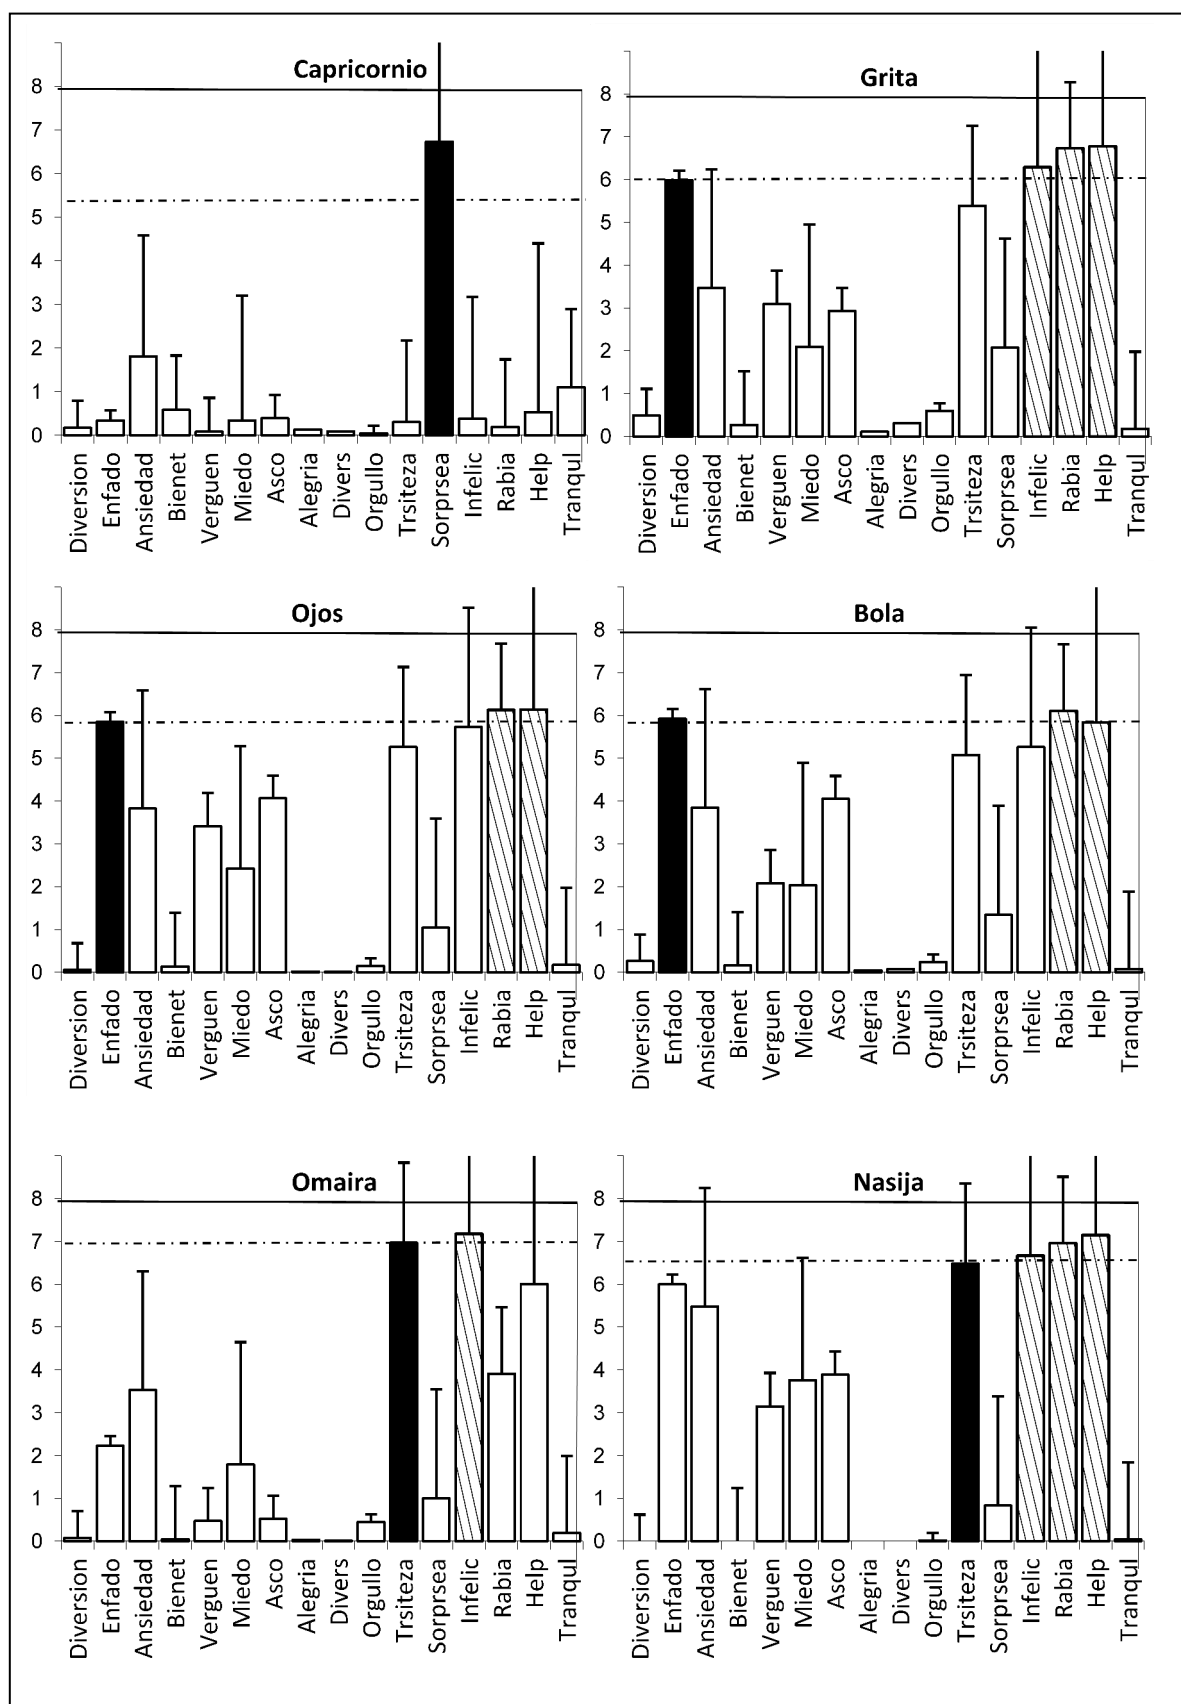 Capricornio
8
7
6
5
4
3
2
1
0
Diversion
Enfado
Ansiedad
Bienet
Verguen
Miedo
Asco
Alegria
Divers
Orgullo
Trsiteza
Sorprsea
Infelic
Rabia
Help
Tranqul
Grita
8
7
6
5
4
3
2
1
0
Diversion
Enfado
Ansiedad
Bienet
Verguen
Miedo
Asco
Alegria
Divers
Orgullo
Trsiteza
Sorprsea
Infelic
Rabia
Help
Tranqul
Ojos
8
7
6
5
4
3
2
1
0
Diversion
Enfado
Ansiedad
Bienet
Verguen
Miedo
Asco
Alegria
Divers
Orgullo
Trsiteza
Sorprsea
Infelic
Rabia
Help
Tranqul
Bola
8
7
6
5
4
3
2
1
0
Diversion
Enfado
Ansiedad
Bienet
Verguen
Miedo
Asco
Alegria
Divers
Orgullo
Trsiteza
Sorprsea
Infelic
Rabia
Help
Tranqul
Omaira
8
7
6
5
4
3
2
1
0
Diversion
Enfado
Ansiedad
Bienet
Verguen
Miedo
Asco
Alegria
Divers
Orgullo
Trsiteza
Sorprsea
Infelic
Rabia
Help
Tranqul
Nasija
8
7
6
5
4
3
2
1
0
Diversion
Enfado
Ansiedad
Bienet
Verguen
Miedo
Asco
Alegria
Divers
Orgullo
Trsiteza
Sorprsea
Infelic
Rabia
Help
Tranqul